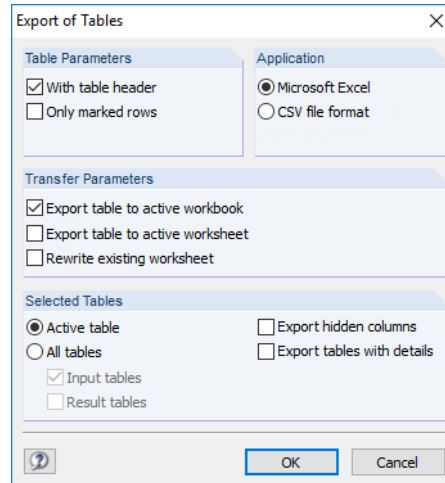 Export of Tables
Table Parameters
With table header
Only marked rows
Application
Microsoft Excel
CSV file format
Transfer Parameters
Export table to active workbook
Export table to active worksheet
Rewrite existing worksheet
Selected Tables
Active table
All tables
Input tables
Result tables
Export hidden columns
Export tables with details
OK
Cancel